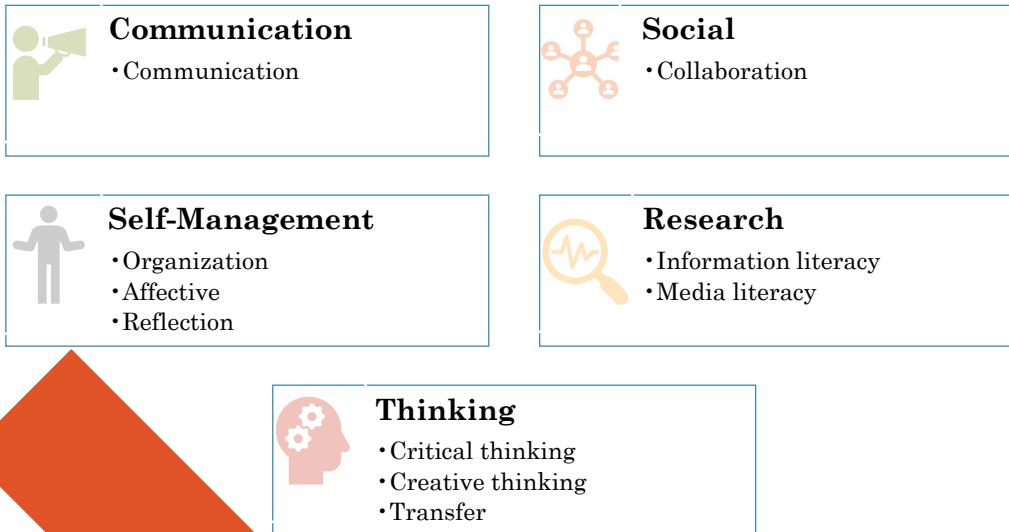 Communication
•Communication
Social
•Collaboration
Self-Management
•Organization
•Affective
•Reflection
Research
•Information literacy
•Media literacy
Thinking
•Critical thinking
•Creative thinking
•Transfer